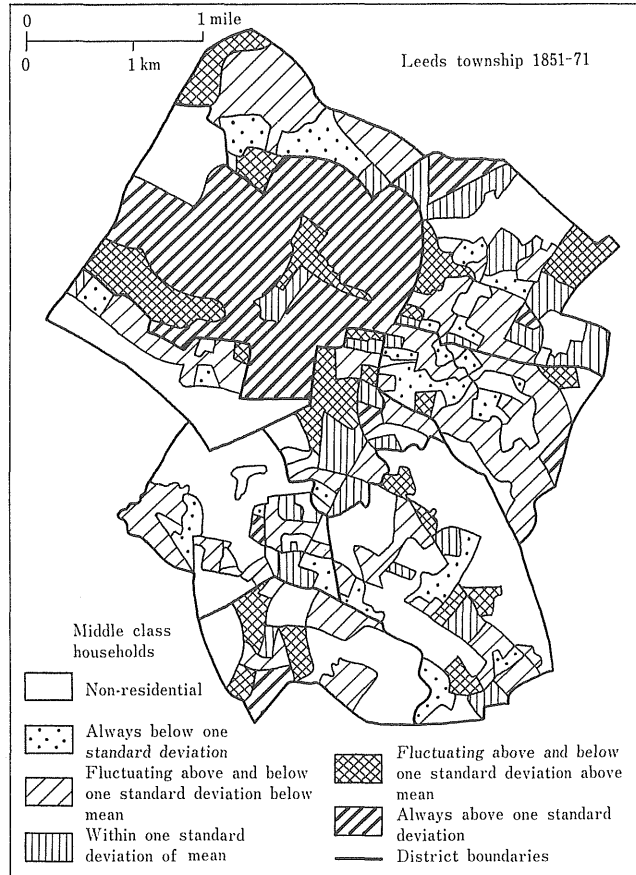 0 1 mile
0 1 km
Leeds township 1851-71
Middle class
households
Non-residential
Always below one
standard deviation
Fluctuating above and below
one standard deviation below
mean
Within one standard
deviation of mean
Fluctuating above and below
one standard deviation above
mean
Always above one standard
deviation
District boundaries